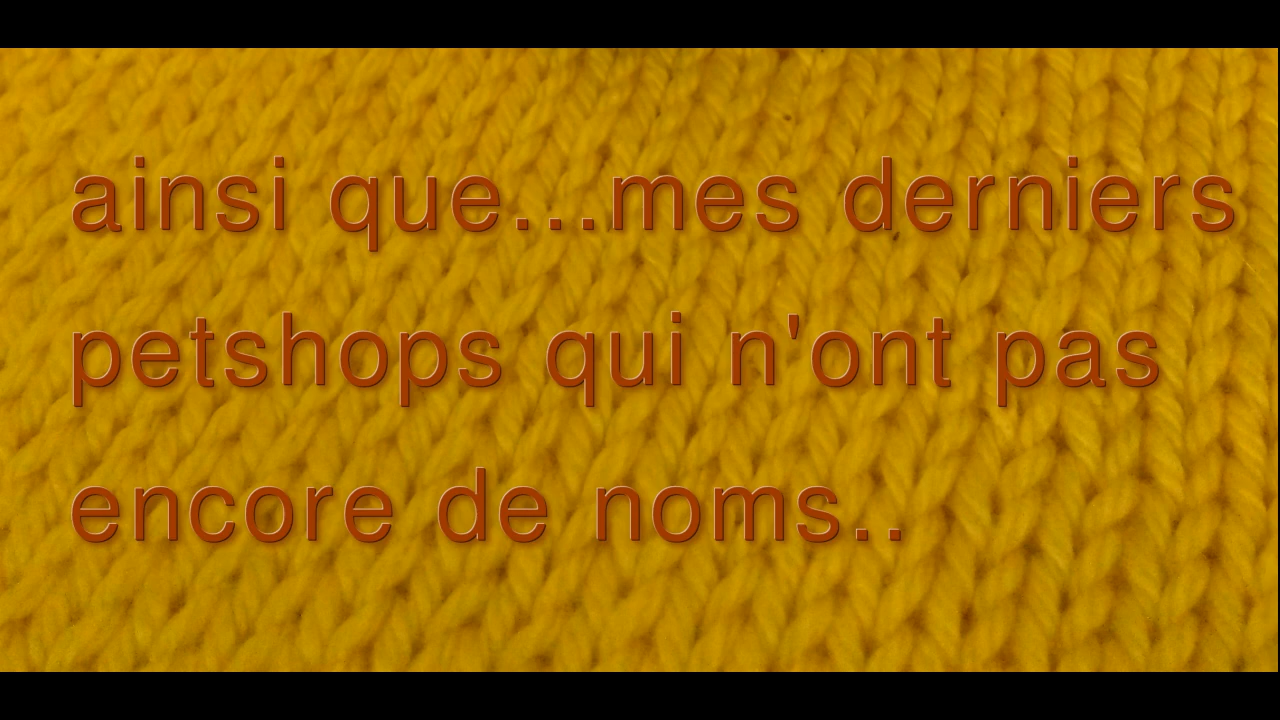 ainsi que...mes derniers
petshops qui n'ont pas
encore de noms..